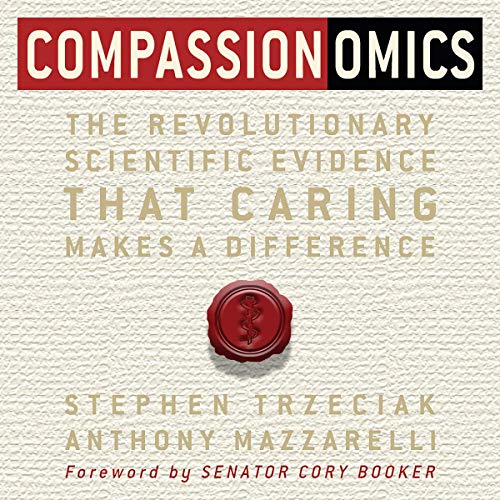 COMPASSIONOMICS
THE REVOLUTIONARY
SCIENTIFIC EVIDENCE
THAT CARING
MAKES A DIFFERENCE
STEPHEN TRZECIAK
ANTHONY MAZZARELLI
Foreword by SENATOR CORY BOOKER